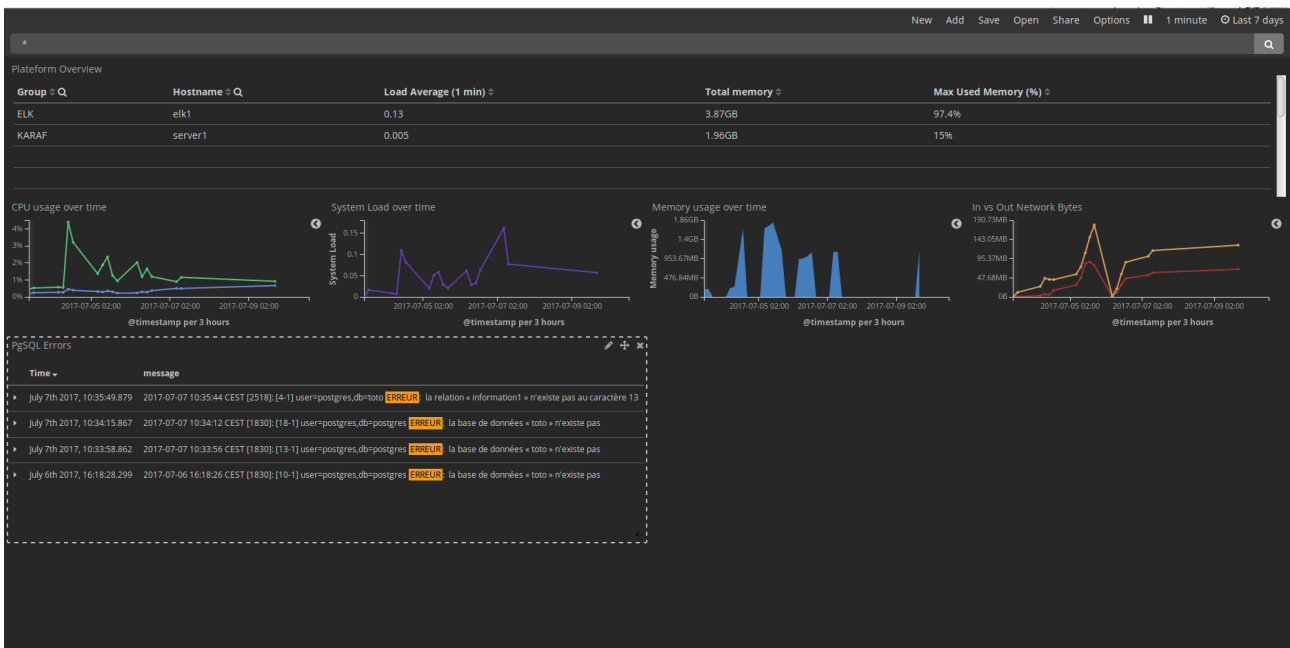 New Add Save Open Share Options 1 minute Last 7 days
*
Plateform Overview
Group Hostname Load Average (1 min) Total memory Max Used Memory (%)
ELK elk1 0.13 3.87GB 97.4%
KARAF server1 0.005 1.96GB 15%
CPU usage over time
4%
3%
2%
1%
0%
2017-07-05 02:00 2017-07-07 02:00 2017-07-09 02:00
@timestamp per 3 hours
System Load over time
System Load
0.15
0.1
0.05
0
2017-07-05 02:00 2017-07-07 02:00 2017-07-09 02:00
@timestamp per 3 hours
Memory usage over time
Memory usage
1.86GB
1.4GB
953.67MB
476.84MB
0B
2017-07-05 02:00 2017-07-07 02:00 2017-07-09 02:00
@timestamp per 3 hours
In vs Out Network Bytes
190.73MB
143.05MB
95.37MB
47.68MB
0B
2017-07-05 02:00 2017-07-07 02:00 2017-07-09 02:00
@timestamp per 3 hours
PgSQL Errors
Time message
July 7th 2017, 10:35:49.879 2017-07-07 10:35:44 CEST [2518]: [4-1] user=postgres,db=toto ERREUR: la relation « information1 » n'existe pas au caractère 13
July 7th 2017, 10:34:15.867 2017-07-07 10:34:12 CEST [1830]: [18-1] user=postgres,db=postgres ERREUR: la base de données « toto » n'existe pas
July 7th 2017, 10:33:58.862 2017-07-07 10:33:56 CEST [1830]: [13-1] user=postgres,db=postgres ERREUR: la base de données « toto » n'existe pas
July 6th 2017, 16:18:28.299 2017-07-06 16:18:26 CEST [1830]: [10-1] user=postgres,db=postgres ERREUR: la base de données « toto » n'existe pas